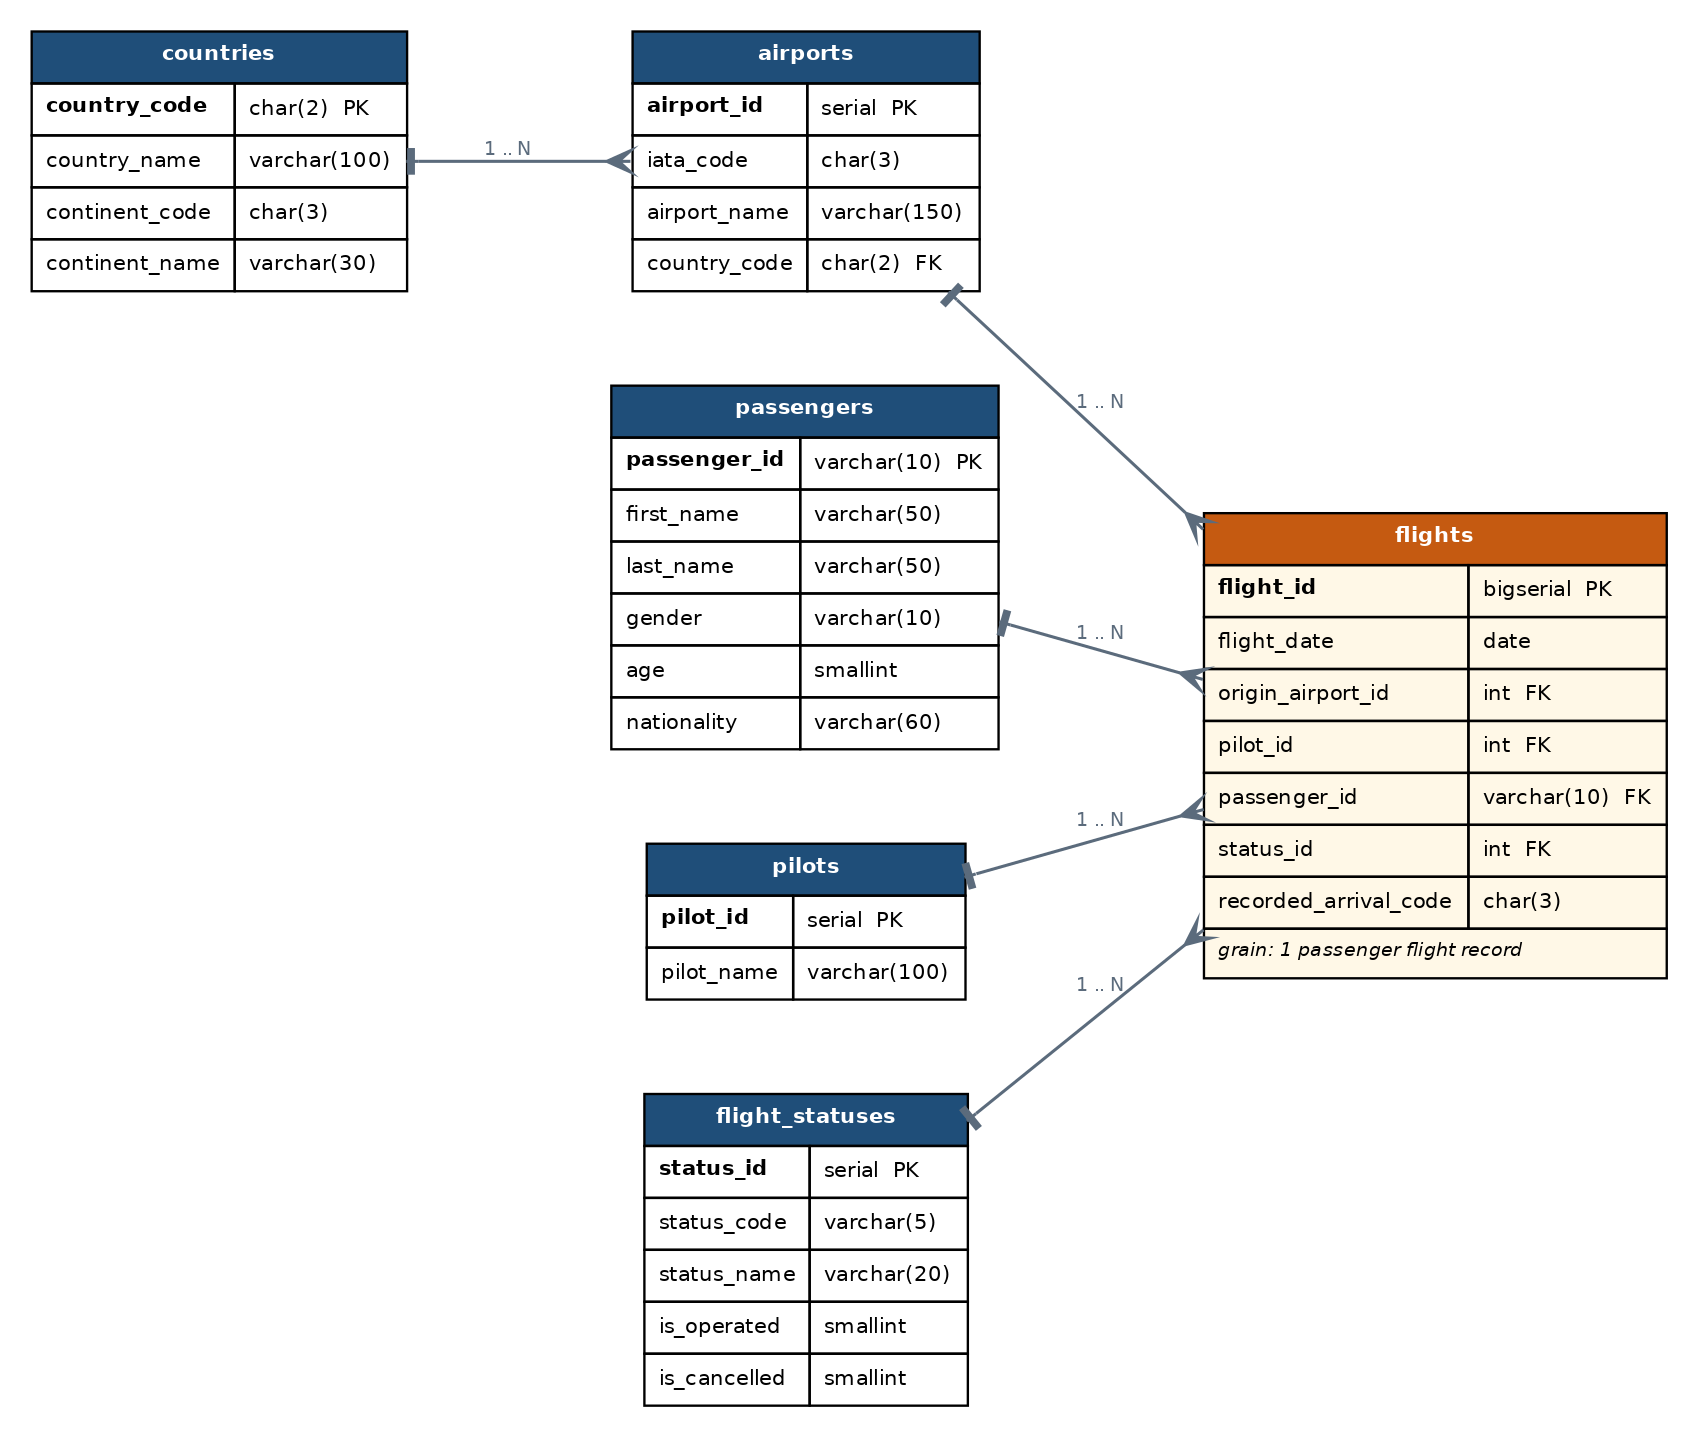 countries
country_code char(2) PK
country_name varchar(100)
continent_code char(3)
continent_name varchar(30)
1 .. N
airports
airport_id serial PK
iata_code char(3)
airport_name varchar(150)
country_code char(2) FK
1 .. N
passengers
passenger_id varchar(10) PK
first_name varchar(50)
last_name varchar(50)
gender varchar(10)
age smallint
nationality varchar(60)
1 .. N
pilots
pilot_id serial PK
pilot_name varchar(100)
1 .. N
flight_statuses
status_id serial PK
status_code varchar(5)
status_name varchar(20)
is_operated smallint
is_cancelled smallint
1 .. N
flights
flight_id bigserial PK
flight_date date
origin_airport_id int FK
pilot_id int FK
passenger_id varchar(10) FK
status_id int FK
recorded_arrival_code char(3)
grain: 1 passenger flight record